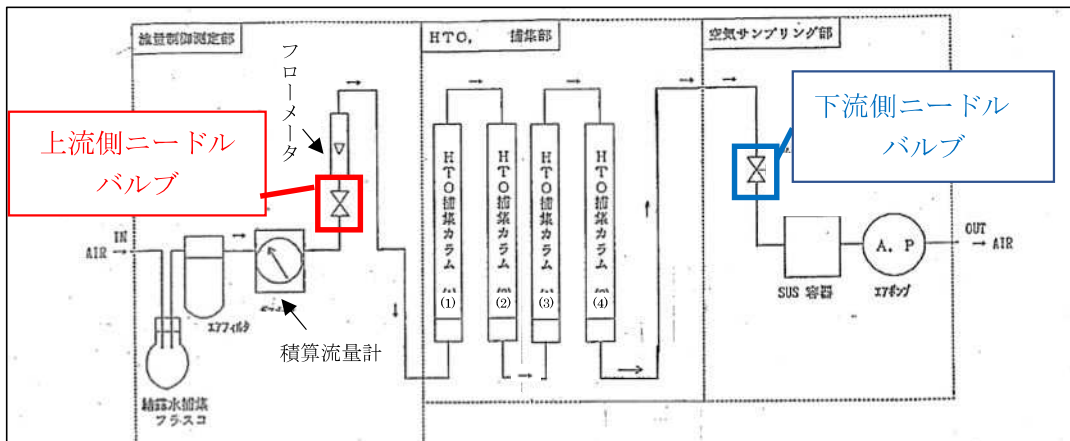 流量制御測定部
HTO, 捕集部
空気サンプリング部
フローメータ
上流側ニードル
バルブ
下流側ニードル
バルブ
IN
AIR
エアフィルタ
積算流量計
結露水捕集
フラスコ
HTO捕集カラム
(1)
HTO捕集カラム
(2)
HTO捕集カラム
(3)
HTO捕集カラム
(4)
SUS 容器
A. P
エアポンプ
OUT
AIR